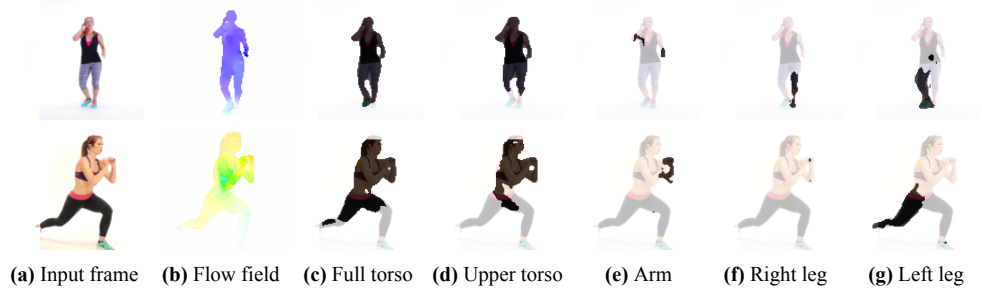 (a) Input frame (b) Flow field (c) Full torso (d) Upper torso (e) Arm (f) Right leg (g) Left leg